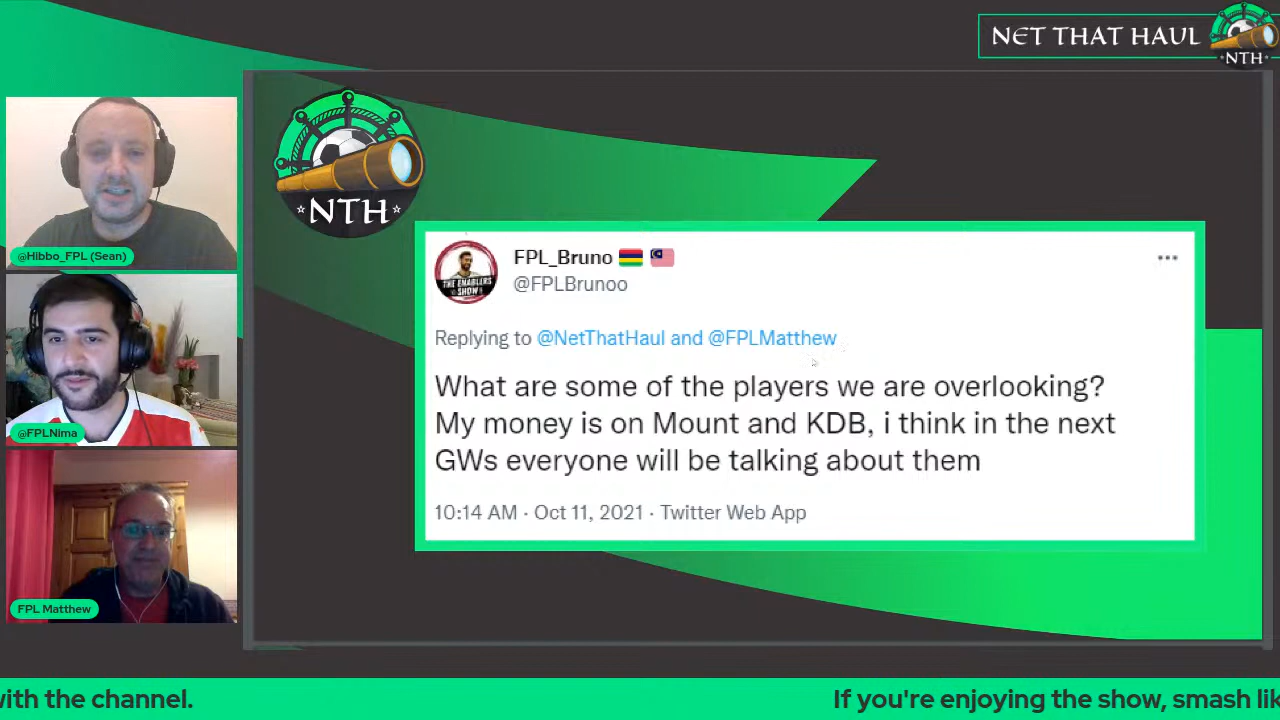 NET THAT HAUL
NTH
NTH
@Hibbo_FPL (Sean)
@FPLNima
FPL Matthew
FPL_Bruno
@FPLBrunoo
THE ENABLERS
SHOW
Replying to @NetThatHaul and @FPLMatthew
What are some of the players we are overlooking?
My money is on Mount and KDB, i think in the next
GWs everyone will be talking about them
10:14 AM · Oct 11, 2021 · Twitter Web App
with the channel.
If you're enjoying the show, smash lik